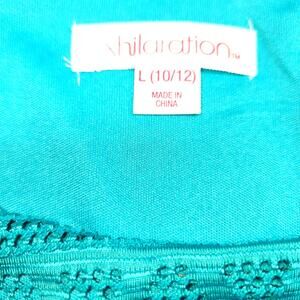 xhilaration™
L (10/12)
MADE IN
CHINA